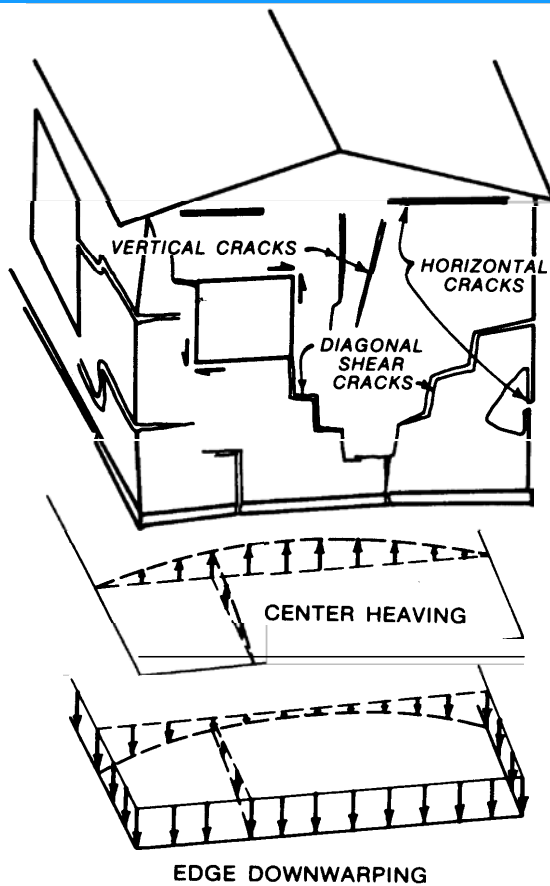 VERTICAL CRACKS
HORIZONTAL
CRACKS
DIAGONAL
SHEAR
CRACKS
CENTER HEAVING
EDGE DOWNWARPING